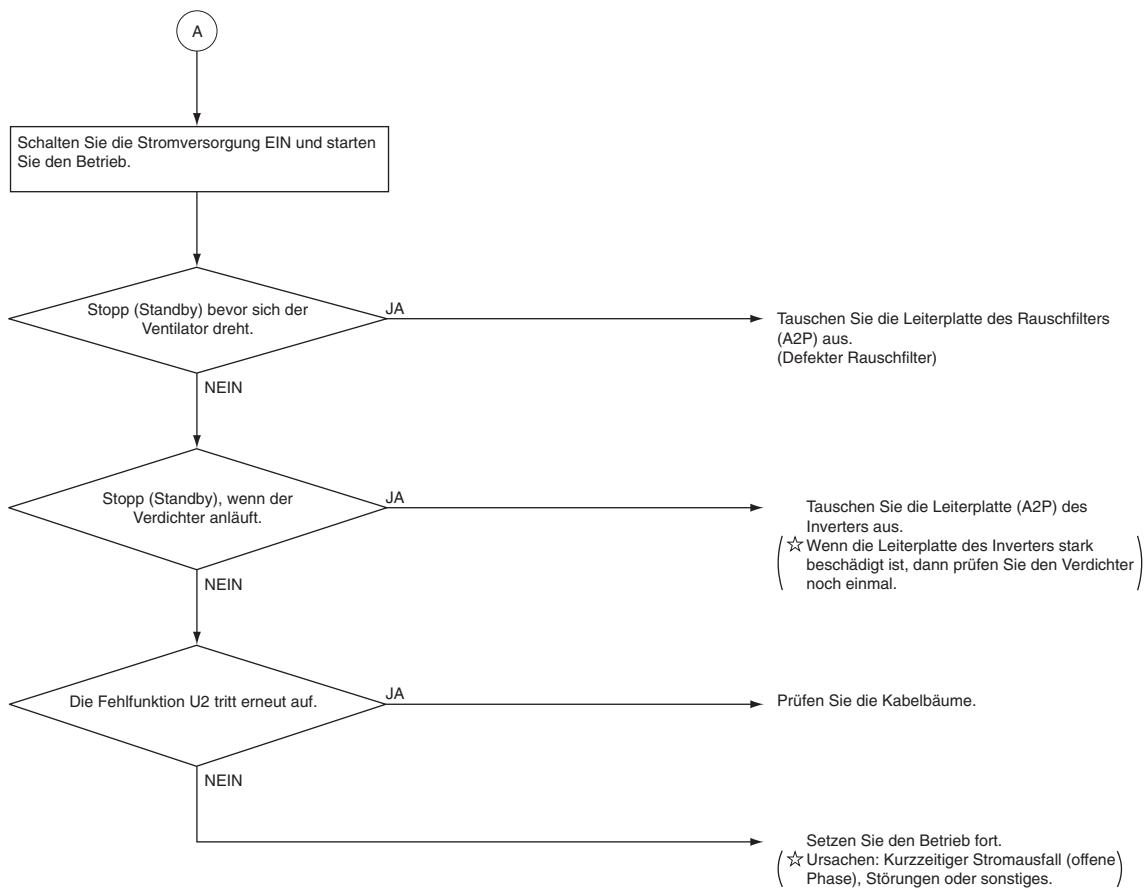 A
Schalten Sie die Stromversorgung EIN und starten
Sie den Betrieb.
Stopp (Standby) bevor sich der
Ventilator dreht.
JA
Tauschen Sie die Leiterplatte des Rauschfilters
(A2P) aus.
(Defekter Rauschfilter)
NEIN
Stopp (Standby), wenn der
Verdichter anläuft.
JA
Tauschen Sie die Leiterplatte (A2P) des
Inverters aus.
(☆ Wenn die Leiterplatte des Inverters stark
beschädigt ist, dann prüfen Sie den Verdichter
noch einmal.)
NEIN
Die Fehlfunktion U2 tritt erneut auf.
JA
Prüfen Sie die Kabelbäume.
NEIN
Setzen Sie den Betrieb fort.
(☆ Ursachen: Kurzzeitiger Stromausfall (offene
Phase), Störungen oder sonstiges.)